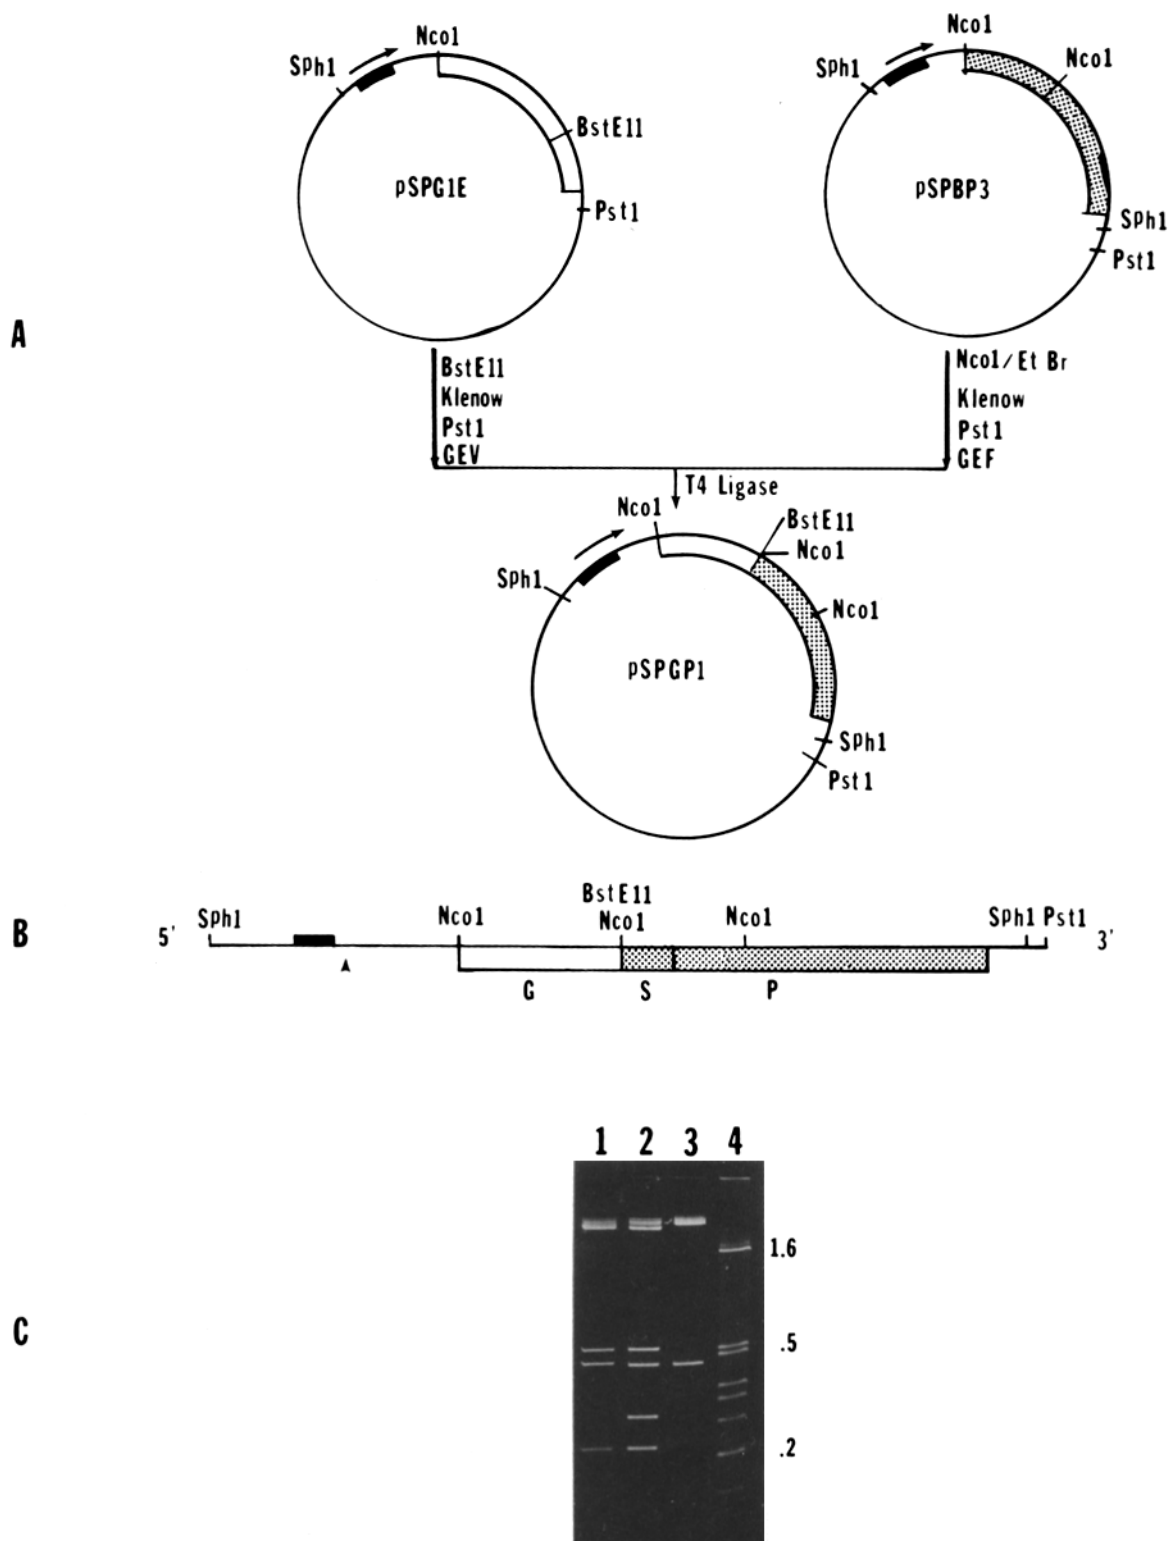 A
Sph1
Nco1
BstE11
Pst1
pSPG1E
Sph1
Nco1
Nco1
Sph1
Pst1
pSPBP3
BstE11
Klenow
Pst1
GEV
Nco1/Et Br
Klenow
Pst1
GEF
T4 Ligase
Nco1
BstE11
Nco1
Sph1
Nco1
pSPGP1
Sph1
Pst1
B
BstE11
5' Sph1 Nco1 Nco1 Nco1 Sph1 Pst1 3'
G S P
C
1 2 3 4
1.6
.5
.2